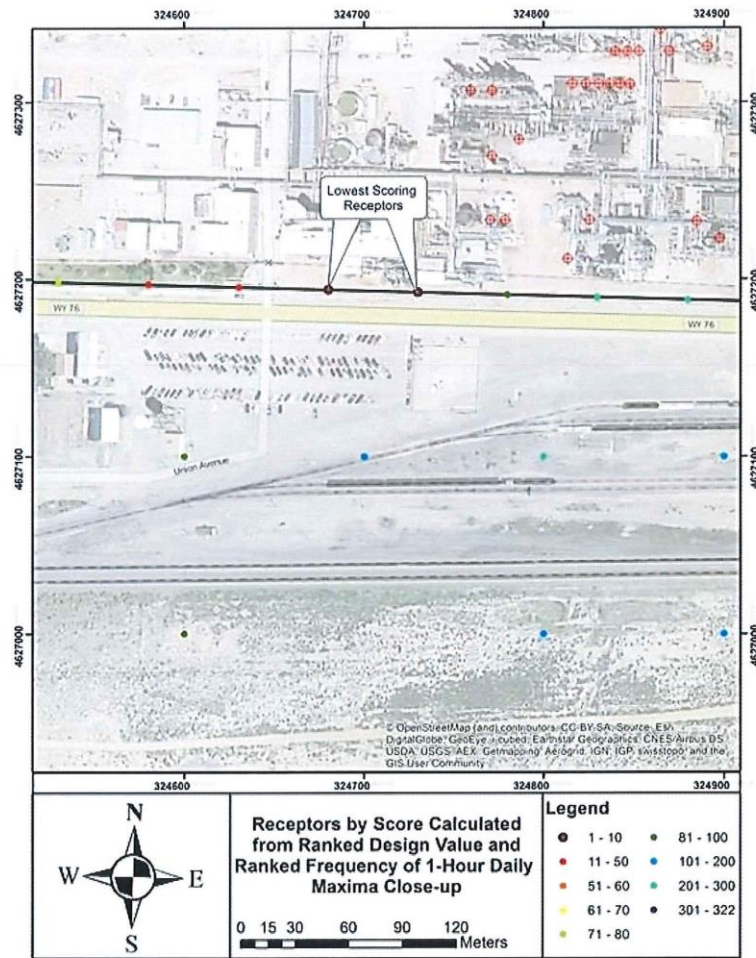 324600 324700 324800 324900
4627300 4627300
Lowest Scoring
Receptors
4627200 4627200
WY 76 WY 76
4627100 4627100
Union Avenue
4627000 4627000
© OpenStreetMap (and) contributors, CC-BY-SA, Source: Esri,
DigitalGlobe, GeoEye, i-cubed, Earthstar Geographics, CNES/Airbus DS,
USDA, USGS, AEX, Getmapping, Aerogrid, IGN, IGP, swisstopo, and the
GIS User Community
324600 324700 324800 324900
N
W E
S
Receptors by Score Calculated
from Ranked Design Value and
Ranked Frequency of 1-Hour Daily
Maxima Close-up
0 15 30 60 90 120
Meters
Legend
1 - 10 81 - 100
11 - 50 101 - 200
51 - 60 201 - 300
61 - 70 301 - 322
71 - 80